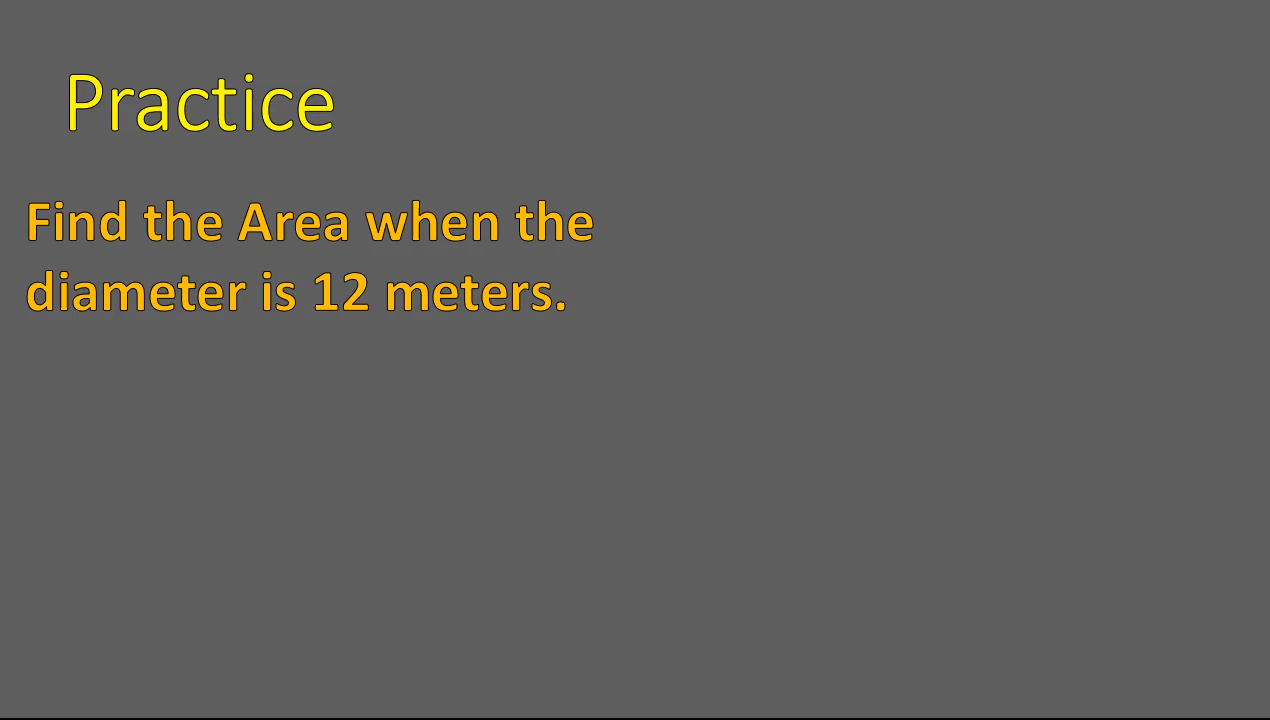 Practice
Find the Area when the
diameter is 12 meters.